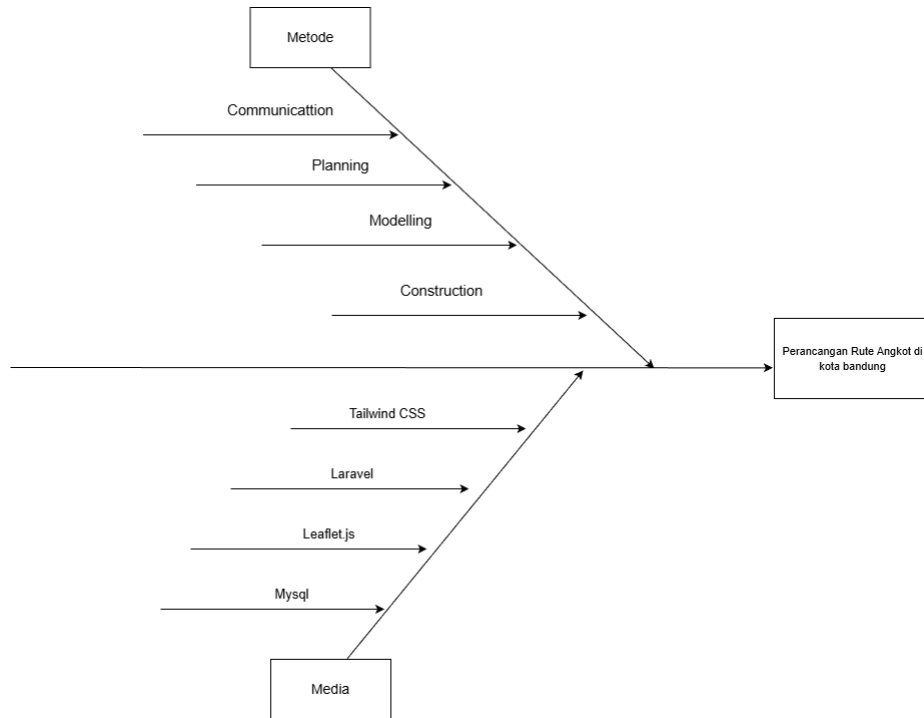 Metode
Communicattion
Planning
Modelling
Construction
Perancangan Rute Angkot di
kota bandung
Tailwind CSS
Laravel
Leaflet.js
Mysql
Media